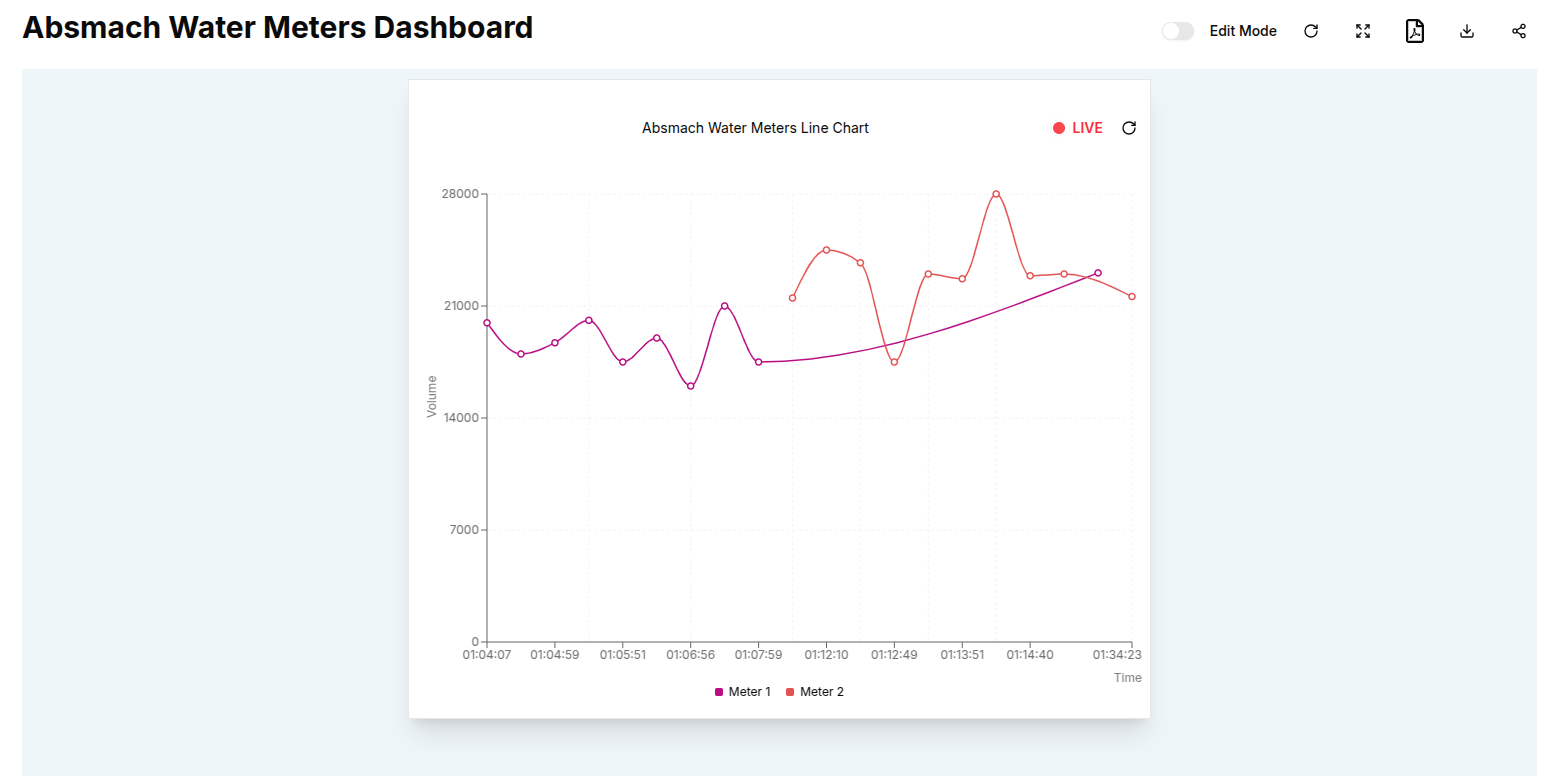 Absmach Water Meters Dashboard
Edit Mode
Absmach Water Meters Line Chart
LIVE
28000
21000
14000
7000
0
Volume
01:04:07 01:04:59 01:05:51 01:06:56 01:07:59 01:12:10 01:12:49 01:13:51 01:14:40 01:34:23
Time
Meter 1 Meter 2